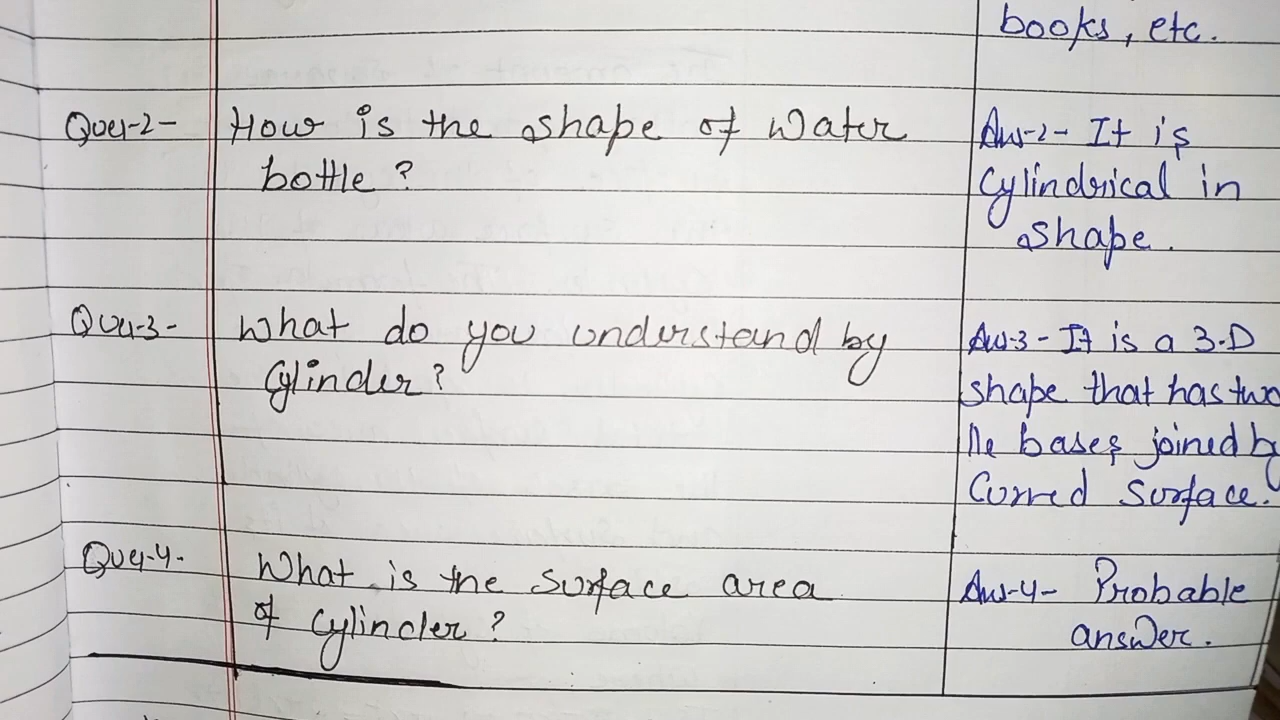 books, etc.
Que-2- How is the shape of water
bottle ?
Ans-2- It is
Cylindrical in
shape.
Que-3- What do you understand by
Cylinder ?
Ans-3- It is a 3-D
shape that has two
lle bases joined by
Curved Surface.
Que-4- What is the surface area
of Cylinder ?
Ans-4- Probable
answer.